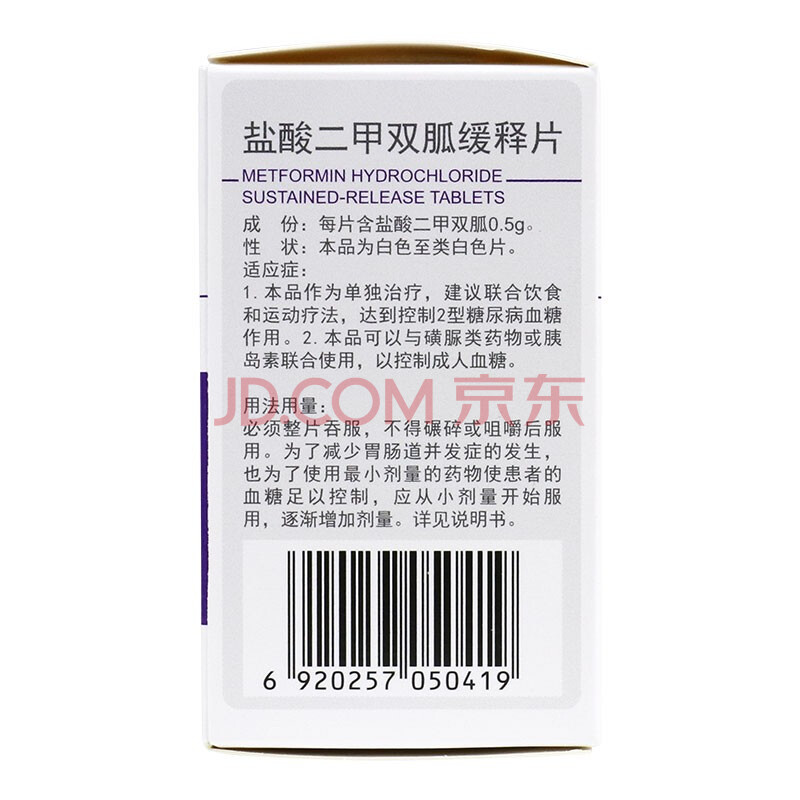 盐酸二甲双胍缓释片
METFORMIN HYDROCHLORIDE
SUSTAINED-RELEASE TABLETS
成 份：每片含盐酸二甲双胍0.5g。
性 状：本品为白色至类白色片。
适应症：
1. 本品作为单独治疗，建议联合饮食
和运动疗法，达到控制2型糖尿病血糖
作用。2. 本品可以与磺脲类药物或胰
岛素联合使用，以控制成人血糖。
JD.COM 京东
用法用量：
必须整片吞服，不得碾碎或咀嚼后服
用。为了减少胃肠道并发症的发生，
也为了使用最小剂量的药物使患者的
血糖足以控制，应从小剂量开始服
用，逐渐增加剂量。详见说明书。
6 920257 050419